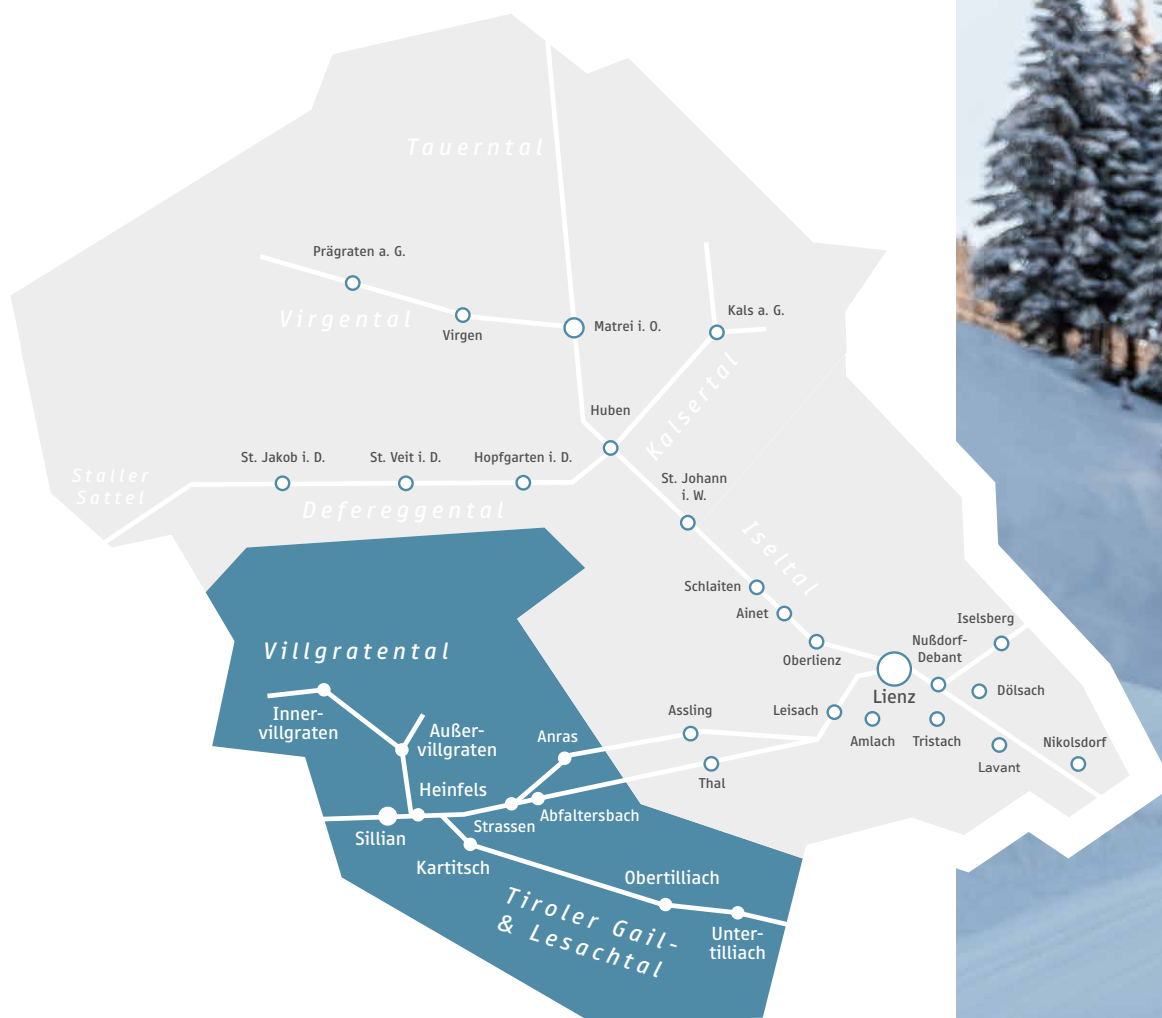 Tauerntal
Prägraten a. G.
Virgental
Virgen
Matrei i. O.
Kals a. G.
Kalsertal
Huben
St. Jakob i. D.
St. Veit i. D.
Hopfgarten i. D.
Staller
Sattel
Defereggental
St. Johann
i. W.
Iseltal
Schlaiten
Ainet
Oberlienz
Iselsberg
Nußdorf-
Debant
Lienz
Dölsach
Leisach
Amlach
Tristach
Lavant
Nikolsdorf
Assling
Thal
Villgratental
Inner-
villgraten
Außer-
villgraten
Anras
Heinfels
Sillian
Strassen
Abfaltersbach
Kartitsch
Obertilliach
Unter-
tilliach
Tiroler Gail-
& Lesachtal